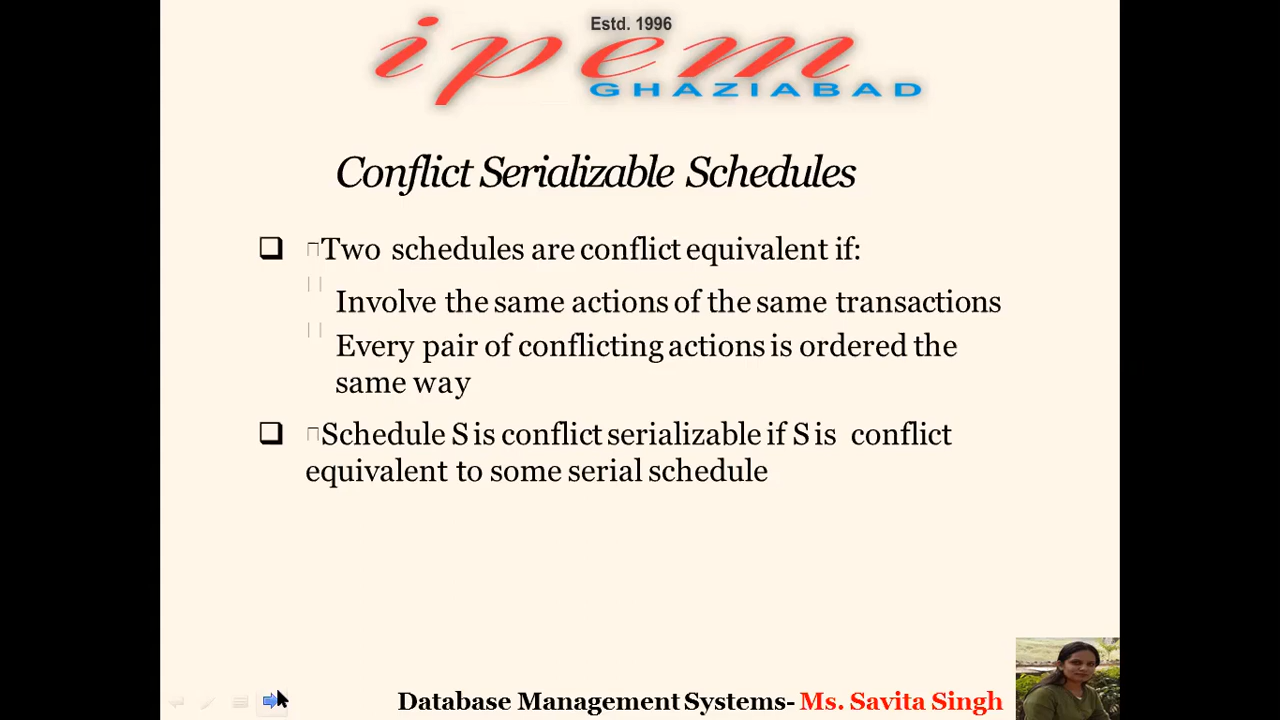 Estd. 1996
ipem
GHAZIABAD
Conflict Serializable Schedules
Two schedules are conflict equivalent if:
Involve the same actions of the same transactions
Every pair of conflicting actions is ordered the
same way
Schedule S is conflict serializable if S is conflict
equivalent to some serial schedule
Database Management Systems- Ms. Savita Singh